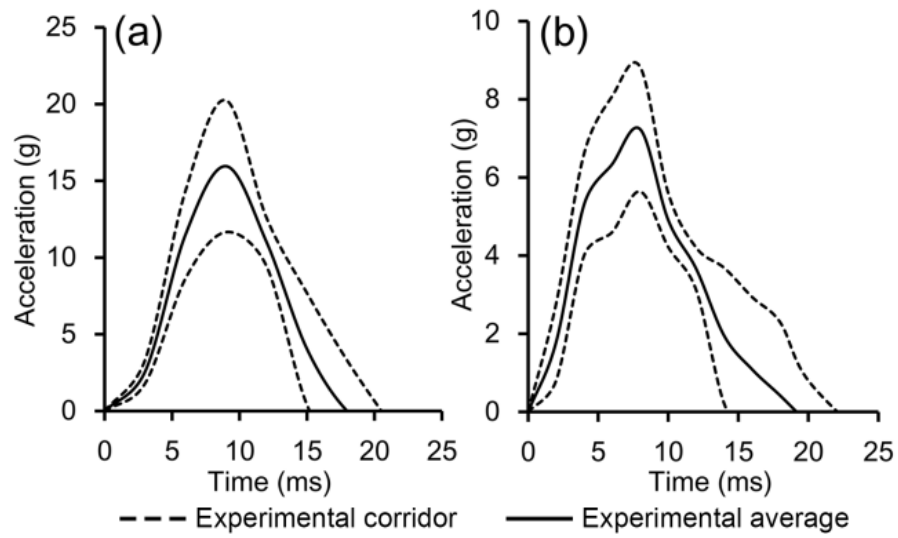 (a)
Acceleration (g)
25
20
15
10
5
0
0 5 10 15 20 25
Time (ms)
(b)
Acceleration (g)
10
8
6
4
2
0
0 5 10 15 20 25
Time (ms)
Experimental corridor
Experimental average